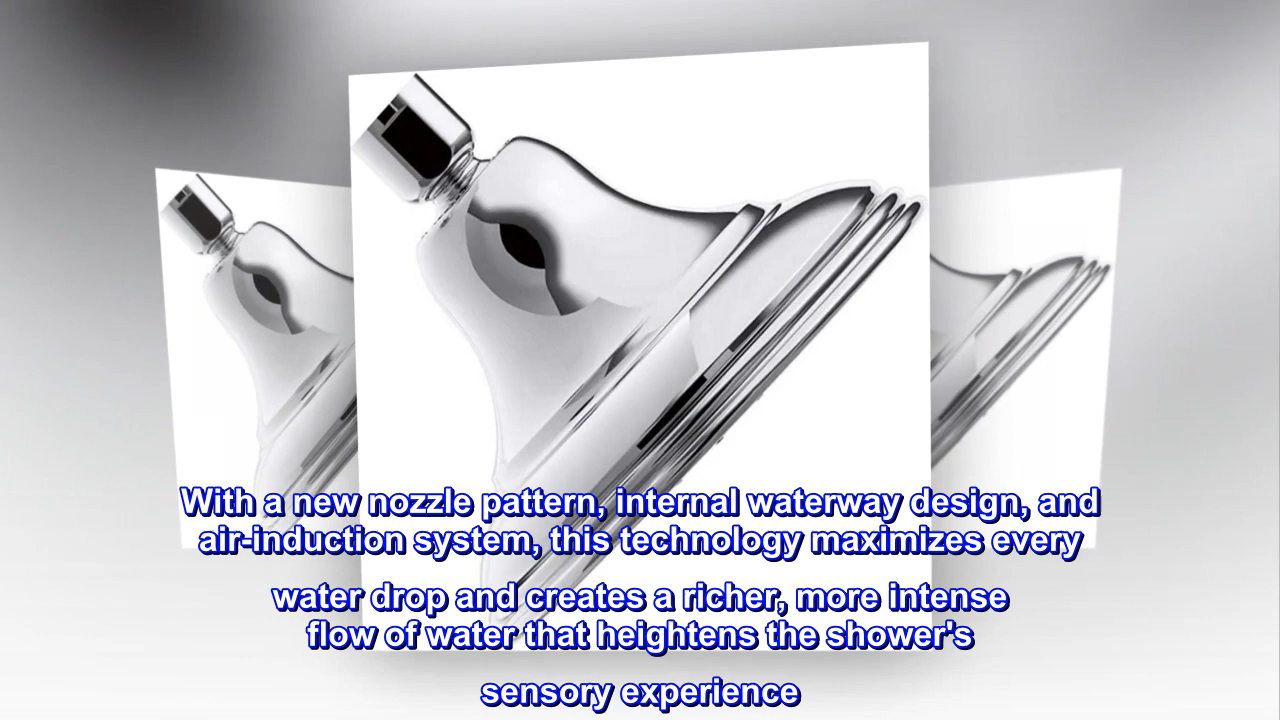 With a new nozzle pattern, internal waterway design, and
air-induction system, this technology maximizes every
water drop and creates a richer, more intense
flow of water that heightens the shower's
sensory experience